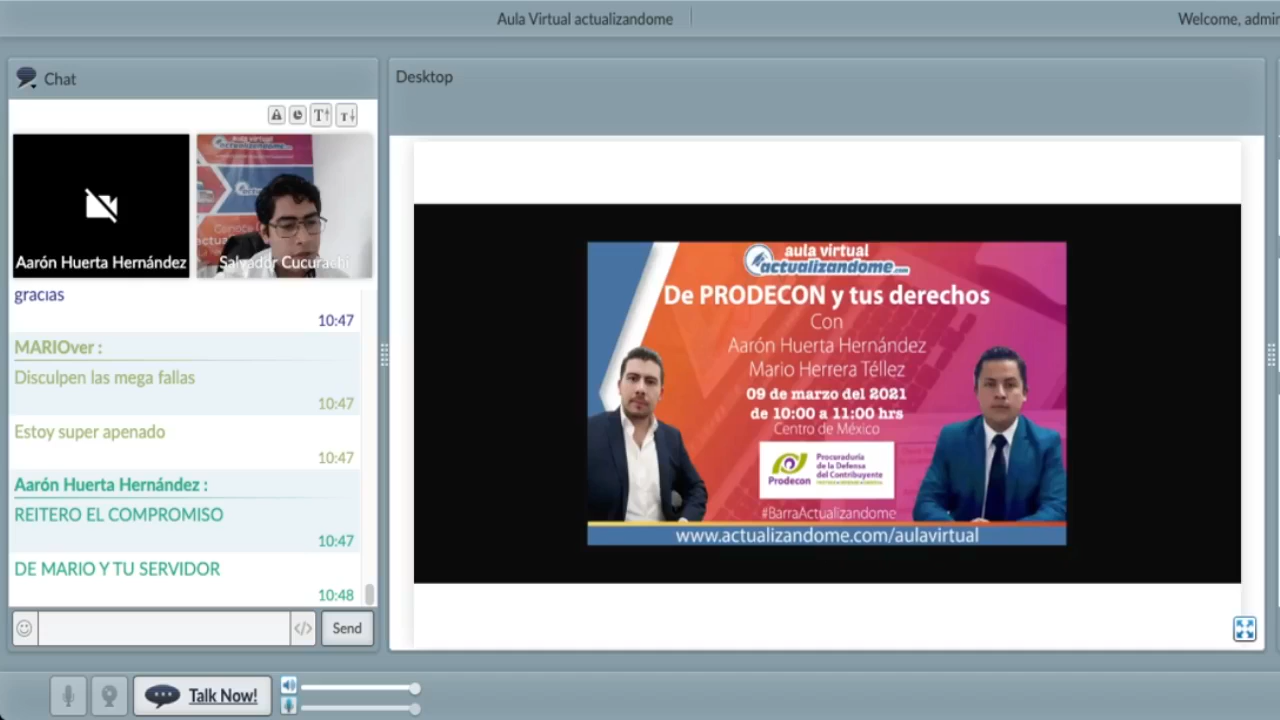 Aula Virtual actualizandome
Welcome, admin
Chat
Desktop
Aarón Huerta Hernández
Salvador Cucurachi
gracias
10:47
MARIOver :
Disculpen las mega fallas
10:47
Estoy super apenado
10:47
Aarón Huerta Hernández :
REITERO EL COMPROMISO
10:47
DE MARIO Y TU SERVIDOR
10:48
Send
Talk Now!
aula virtual
actualizandome.com
De PRODECON y tus derechos
Con
Aarón Huerta Hernández
Mario Herrera Téllez
09 de marzo del 2021
de 10:00 a 11:00 hrs
Centro de México
Prodecon
Procuraduría
de la Defensa
del Contribuyente
#BarraActualizandome
www.actualizandome.com/aulavirtual